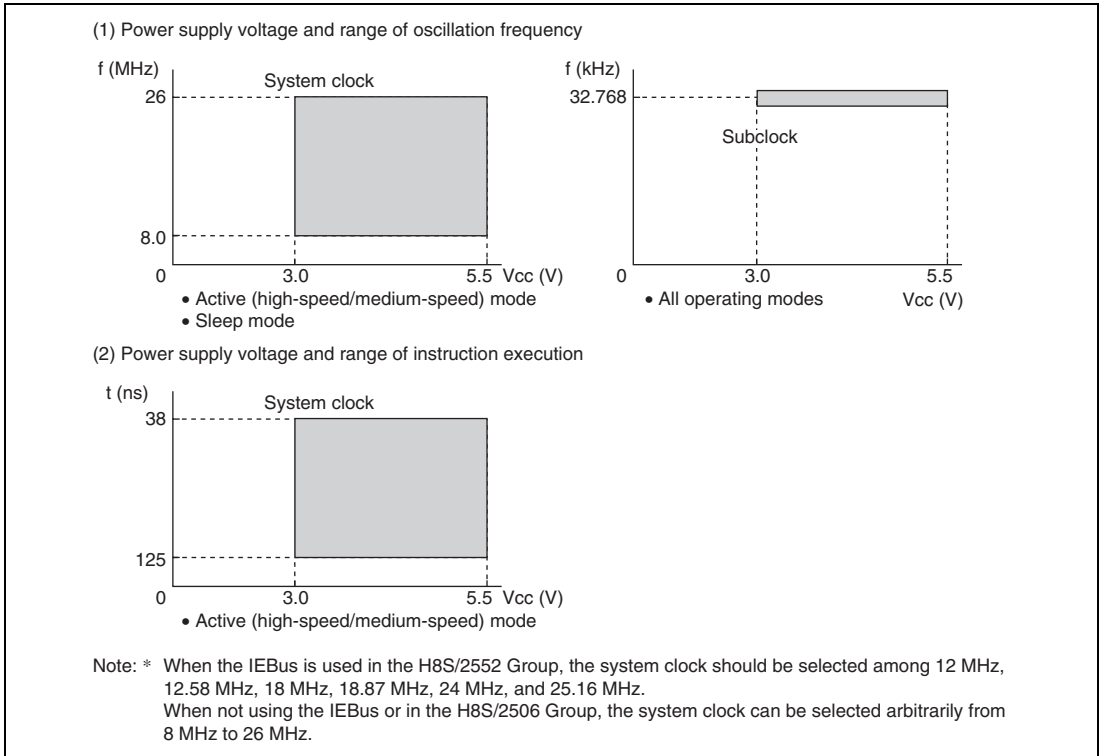 (1) Power supply voltage and range of oscillation frequency
f (MHz)
System clock
26
8.0
0
3.0
5.5
Vcc (V)
• Active (high-speed/medium-speed) mode
• Sleep mode
f (kHz)
32.768
Subclock
0
3.0
5.5
• All operating modes
Vcc (V)
(2) Power supply voltage and range of instruction execution
t (ns)
System clock
38
125
0
3.0
5.5
Vcc (V)
• Active (high-speed/medium-speed) mode
Note: * When the IEBus is used in the H8S/2552 Group, the system clock should be selected among 12 MHz,
12.58 MHz, 18 MHz, 18.87 MHz, 24 MHz, and 25.16 MHz.
When not using the IEBus or in the H8S/2506 Group, the system clock can be selected arbitrarily from
8 MHz to 26 MHz.